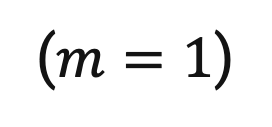 (m = 1)